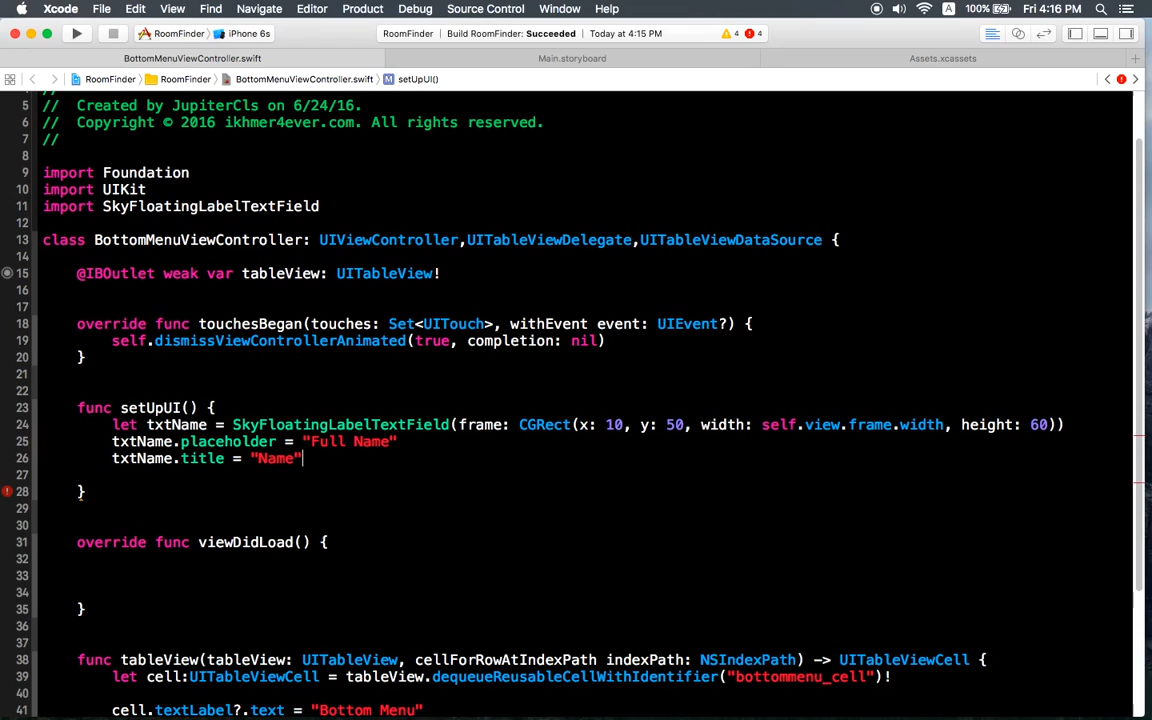 Xcode File Edit View Find Navigate Editor Product Debug Source Control Window Help A 100% Fri 4:16 PM
RoomFinder iPhone 6s RoomFinder Build RoomFinder: Succeeded Today at 4:15 PM 4 4
BottomMenuViewController.swift Main.storyboard Assets.xcassets +
RoomFinder RoomFinder BottomMenuViewController.swift M setUpUI()
5 // Created by JupiterCls on 6/24/16.
6 // Copyright © 2016 ikhmer4ever.com. All rights reserved.
7 //
8
9 import Foundation
10 import UIKit
11 import SkyFloatingLabelTextField
12
13 class BottomMenuViewController: UIViewController,UITableViewDelegate,UITableViewDataSource {
14
15 @IBOutlet weak var tableView: UITableView!
16
17
18 override func touchesBegan(touches: Set<UITouch>, withEvent event: UIEvent?) {
19 self.dismissViewControllerAnimated(true, completion: nil)
20 }
21
22
23 func setUpUI() {
24 let txtName = SkyFloatingLabelTextField(frame: CGRect(x: 10, y: 50, width: self.view.frame.width, height: 60))
25 txtName.placeholder = "Full Name"
26 txtName.title = "Name"
27
28 }
29
30
31 override func viewDidLoad() {
32
33
34
35 }
36
37
38 func tableView(tableView: UITableView, cellForRowAtIndexPath indexPath: NSIndexPath) -> UITableViewCell {
39 let cell:UITableViewCell = tableView.dequeueReusableCellWithIdentifier("bottommenu_cell")!
40
41 cell.textLabel?.text = "Bottom Menu"